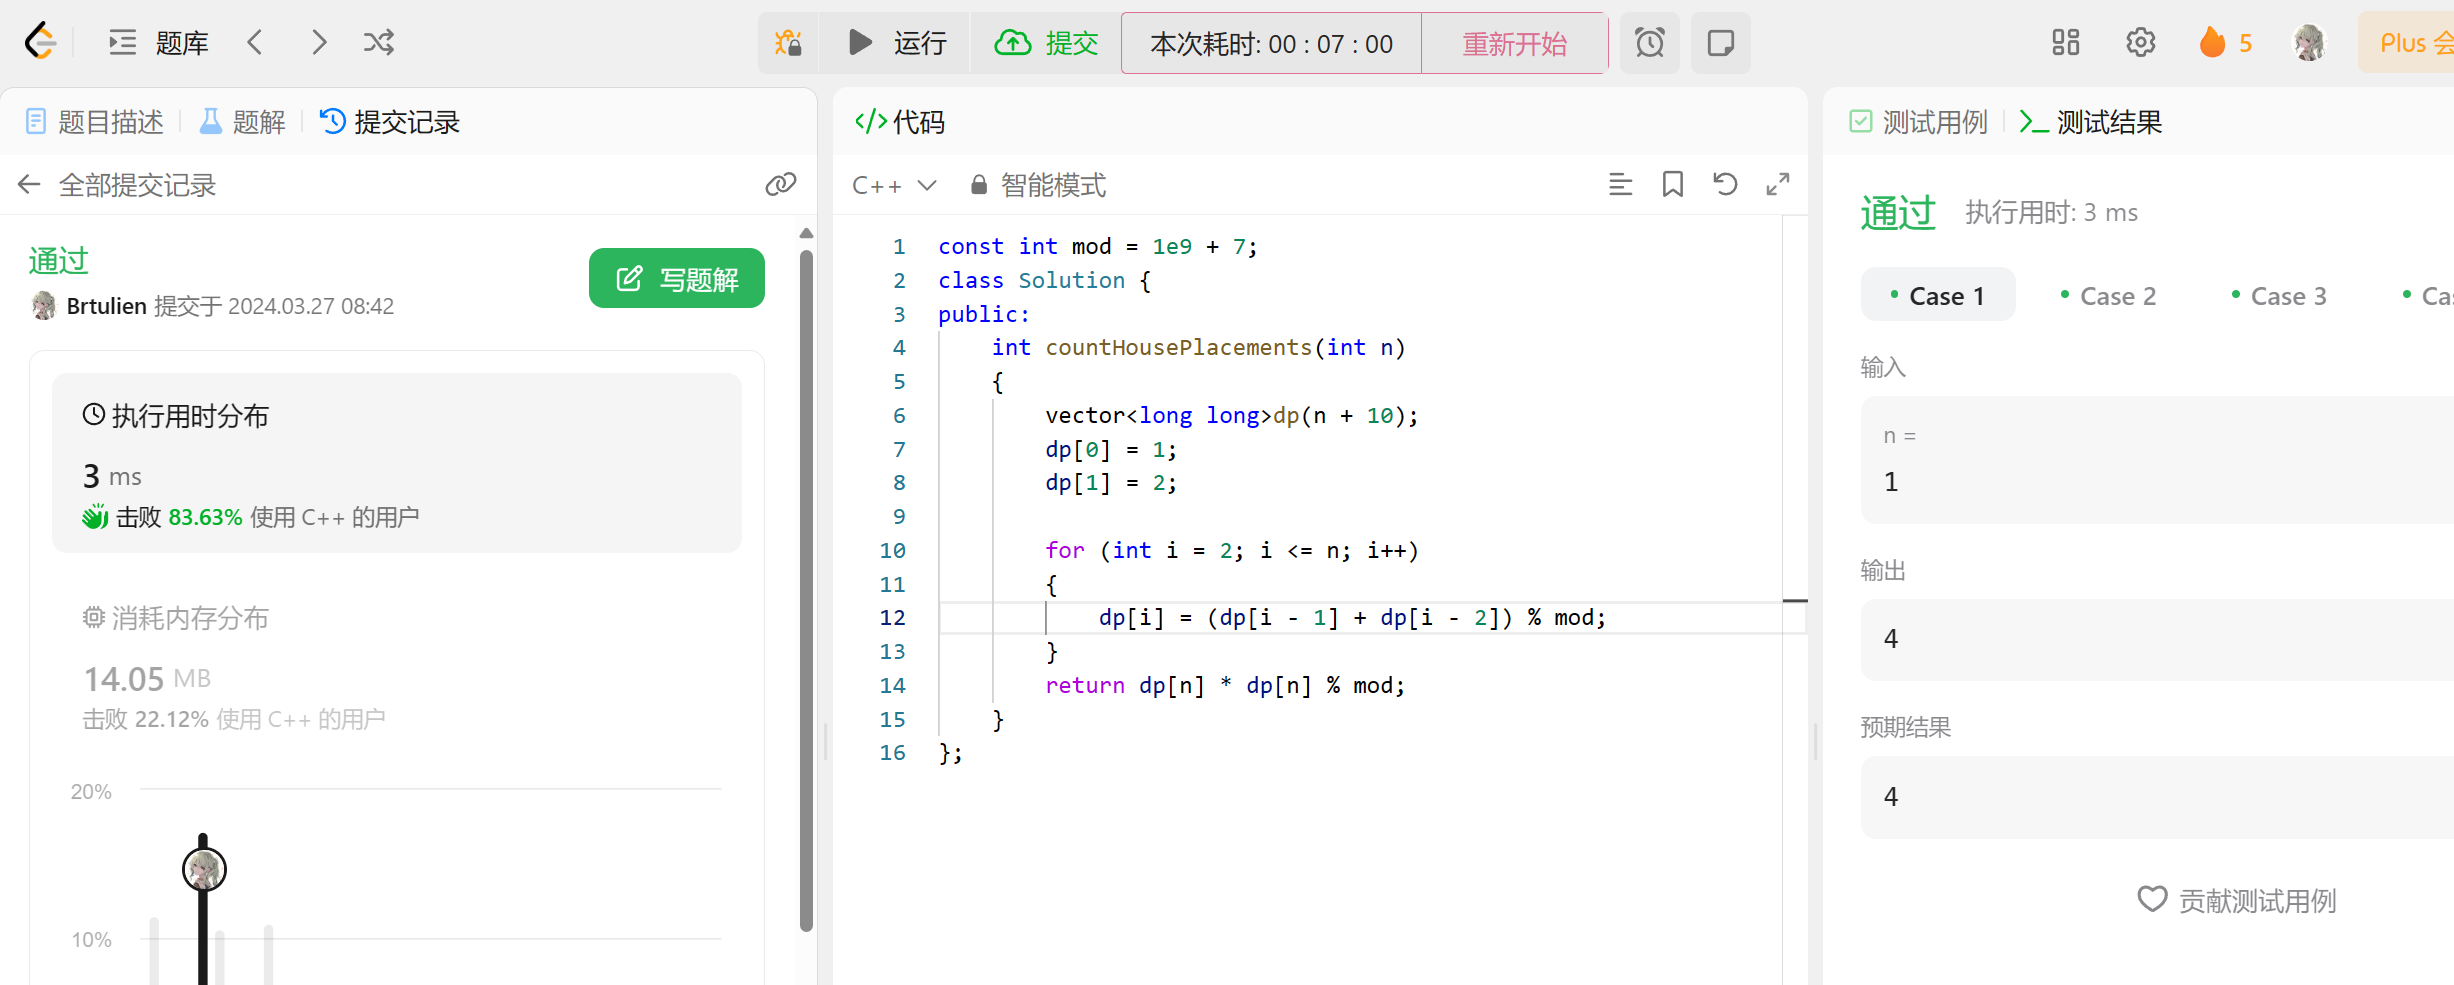 题库
运行
提交
本次耗时: 00 : 07 : 00
重新开始
5
Plus 会
题目描述
题解
提交记录
全部提交记录
通过
Brtulien 提交于 2024.03.27 08:42
写题解
执行用时分布
3 ms
击败 83.63% 使用 C++ 的用户
消耗内存分布
14.05 MB
击败 22.12% 使用 C++ 的用户
20%
10%
</>代码
C++
智能模式
1 const int mod = 1e9 + 7;
2 class Solution {
3 public:
4 int countHousePlacements(int n)
5 {
6 vector<long long>dp(n + 10);
7 dp[0] = 1;
8 dp[1] = 2;
9
10 for (int i = 2; i <= n; i++)
11 {
12 dp[i] = (dp[i - 1] + dp[i - 2]) % mod;
13 }
14 return dp[n] * dp[n] % mod;
15 }
16 };
测试用例
测试结果
通过 执行用时: 3 ms
Case 1
Case 2
Case 3
Ca
输入
n =
1
输出
4
预期结果
4
贡献测试用例